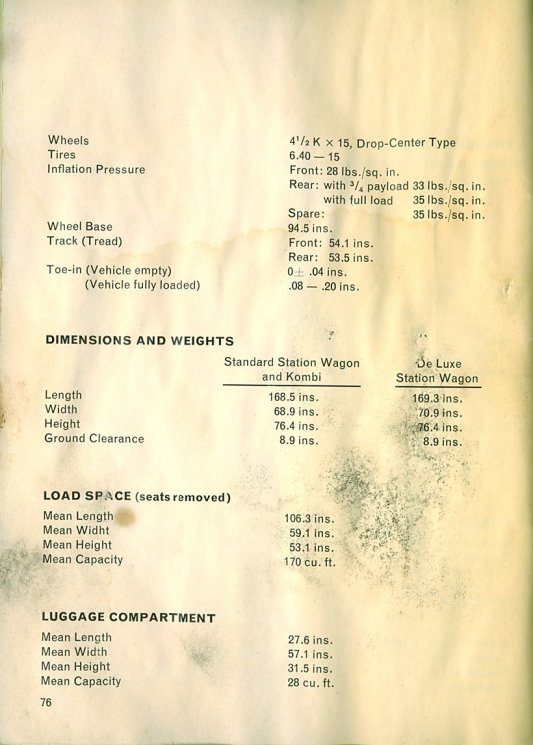 Wheels 4 1/2 K × 15, Drop-Center Type
Tires 6.40 — 15
Inflation Pressure Front: 28 lbs./sq. in.
Rear: with 3/4 payload 33 lbs./sq. in.
with full load 35 lbs./sq. in.
Spare: 35 lbs./sq. in.
Wheel Base 94.5 ins.
Track (Tread) Front: 54.1 ins.
Rear: 53.5 ins.
Toe-in (Vehicle empty) 0± .04 ins.
(Vehicle fully loaded) .08 — .20 ins.
DIMENSIONS AND WEIGHTS
Standard Station Wagon De Luxe
and Kombi Station Wagon
Length 168.5 ins. 169.3 ins.
Width 68.9 ins. 70.9 ins.
Height 76.4 ins. 76.4 ins.
Ground Clearance 8.9 ins. 8.9 ins.
LOAD SPACE (seats removed)
Mean Length 106.3 ins.
Mean Widht 59.1 ins.
Mean Height 53.1 ins.
Mean Capacity 170 cu. ft.
LUGGAGE COMPARTMENT
Mean Length 27.6 ins.
Mean Width 57.1 ins.
Mean Height 31.5 ins.
Mean Capacity 28 cu. ft.
76